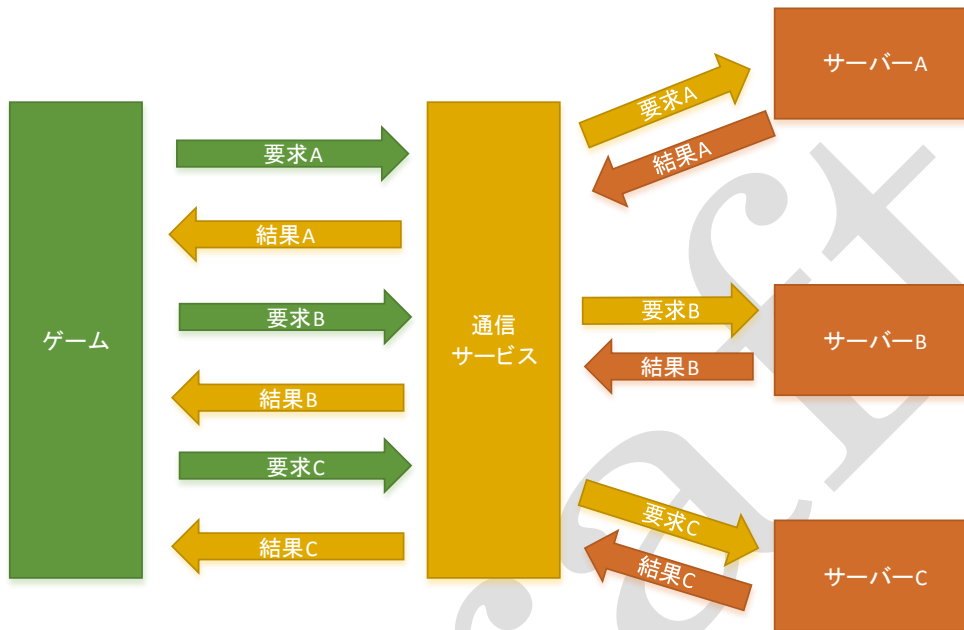 サーバーA
要求A
結果A
要求A
結果A
ゲーム
通信
サービス
要求B
結果B
要求B
結果B
サーバーB
要求C
結果C
要求C
結果C
サーバーC
raft